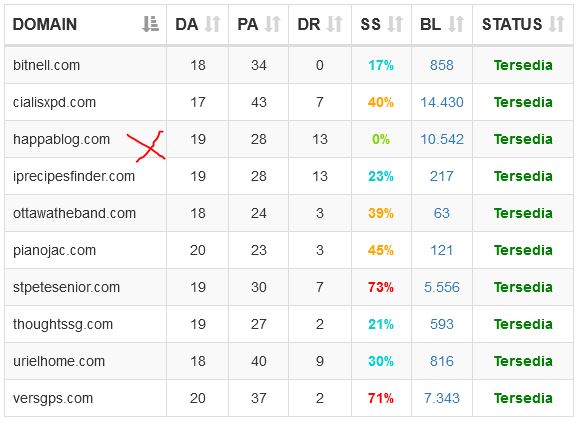 DOMAIN DA PA DR SS BL STATUS
bitnell.com 18 34 0 17% 858 Tersedia
cialisxpd.com 17 43 7 40% 14.430 Tersedia
happablog.com 19 28 13 0% 10.542 Tersedia
iprecipesfinder.com 19 28 13 23% 217 Tersedia
ottawatheband.com 18 24 3 39% 63 Tersedia
pianojac.com 20 23 3 45% 121 Tersedia
stpetesenior.com 19 30 7 73% 5.556 Tersedia
thoughtssg.com 19 27 2 21% 593 Tersedia
urielhome.com 18 40 9 30% 816 Tersedia
versgps.com 20 37 2 71% 7.343 Tersedia